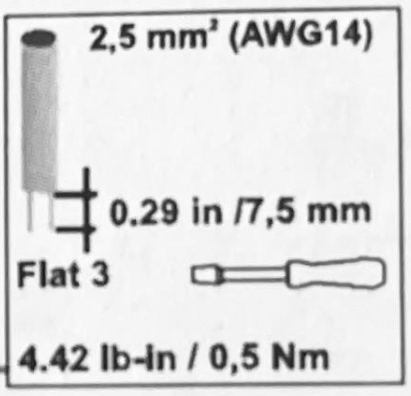 2,5 mm² (AWG14)
0.29 in /7,5 mm
Flat 3
4.42 lb-in / 0,5 Nm